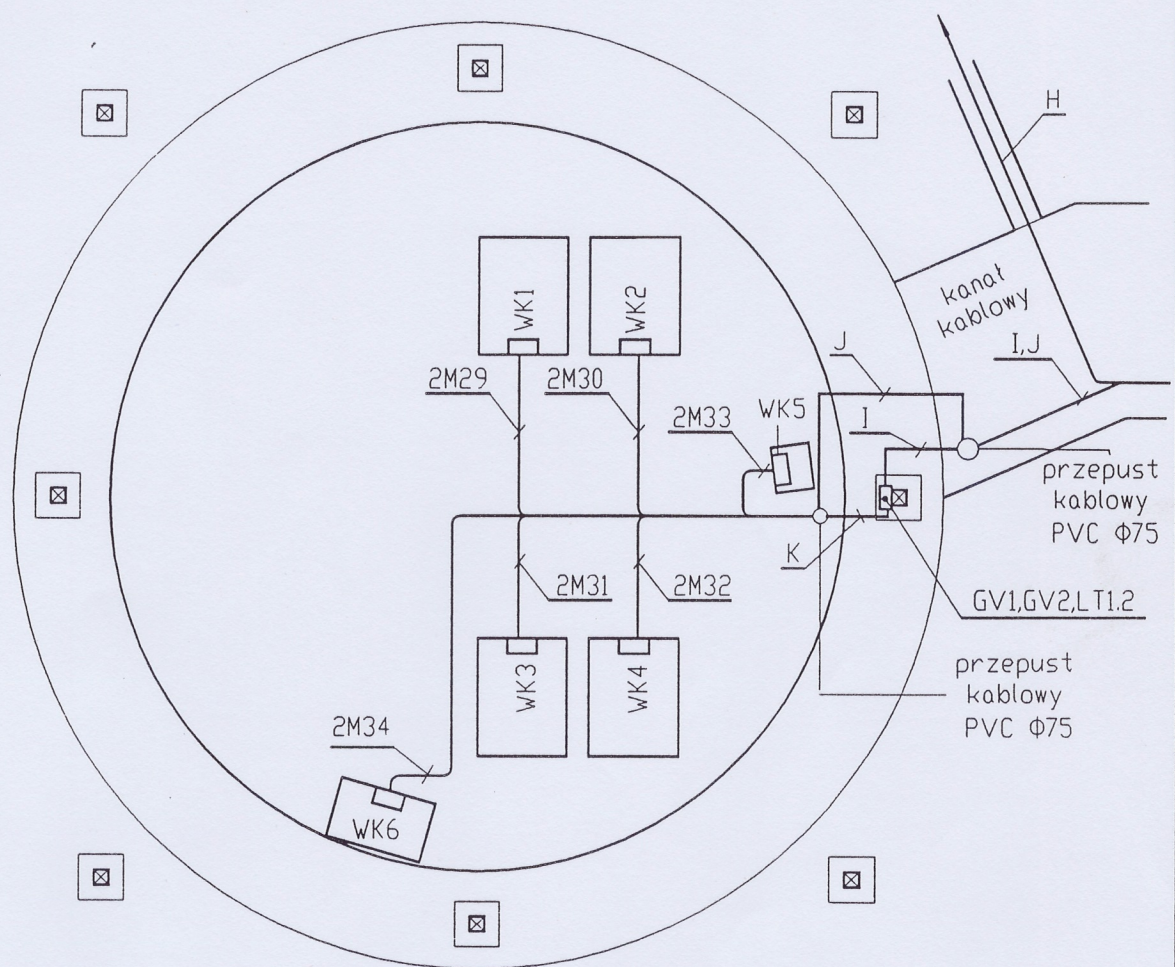 H
kanał
kablowy
WK1
WK2
J
I,J
2M29
2M30
2M33
WK5
I
przepust
kablowy
PVC Φ75
K
2M31
2M32
GV1,GV2,LT1.2
WK3
WK4
przepust
kablowy
PVC Φ75
2M34
WK6